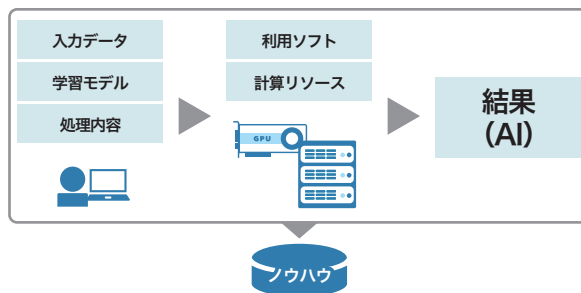 入力データ
学習モデル
処理内容
利用ソフト
計算リソース
GPU
結果
(AI)
ノウハウ